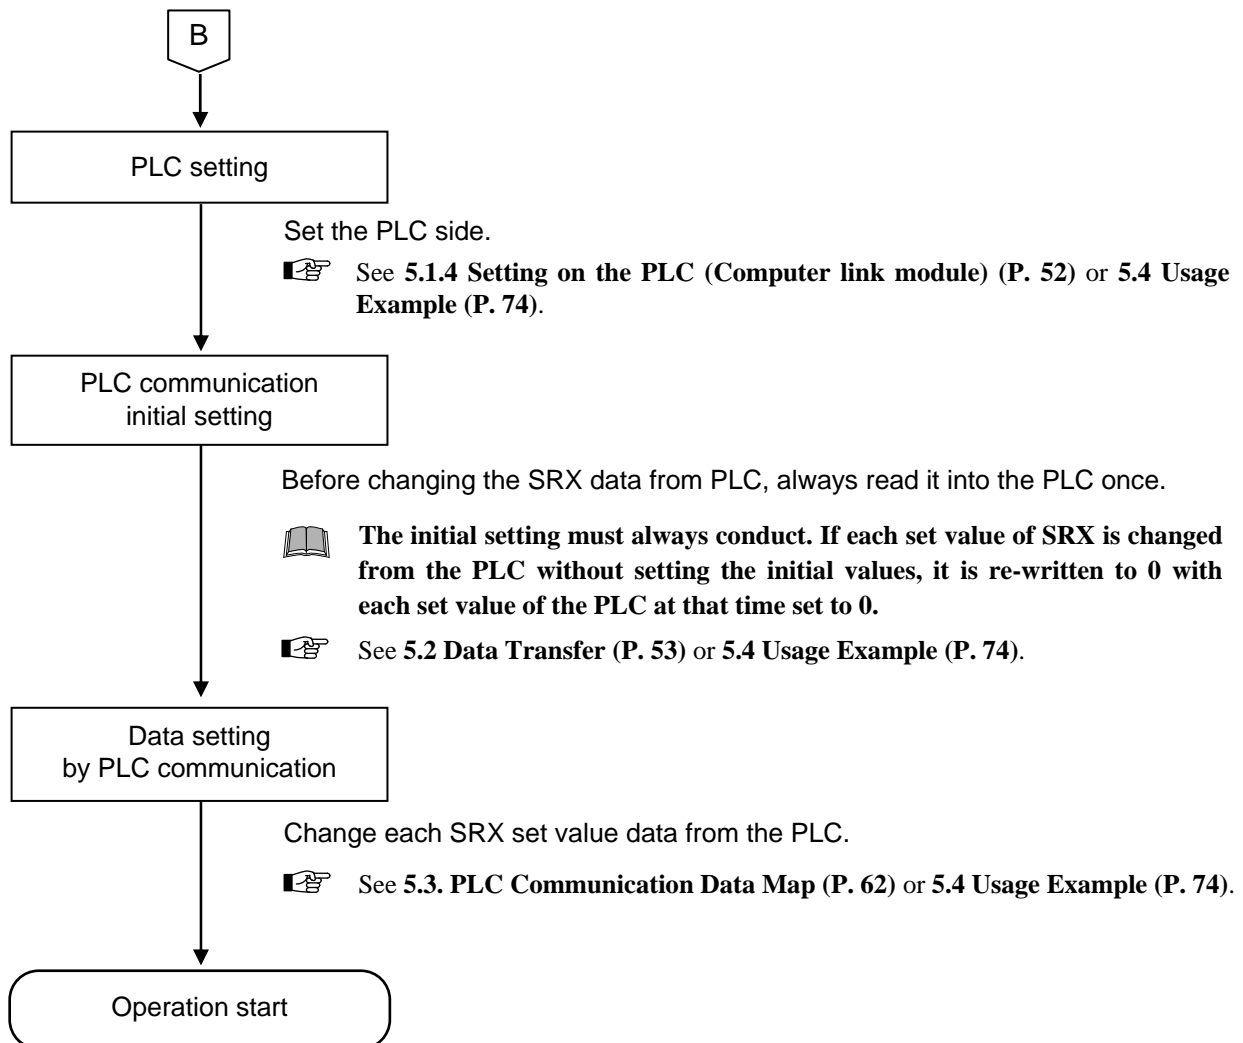 B
PLC setting
Set the PLC side.
See 5.1.4 Setting on the PLC (Computer link module) (P. 52) or 5.4 Usage
Example (P. 74).
PLC communication
initial setting
Before changing the SRX data from PLC, always read it into the PLC once.
The initial setting must always conduct. If each set value of SRX is changed
from the PLC without setting the initial values, it is re-written to 0 with
each set value of the PLC at that time set to 0.
See 5.2 Data Transfer (P. 53) or 5.4 Usage Example (P. 74).
Data setting
by PLC communication
Change each SRX set value data from the PLC.
See 5.3. PLC Communication Data Map (P. 62) or 5.4 Usage Example (P. 74).
Operation start